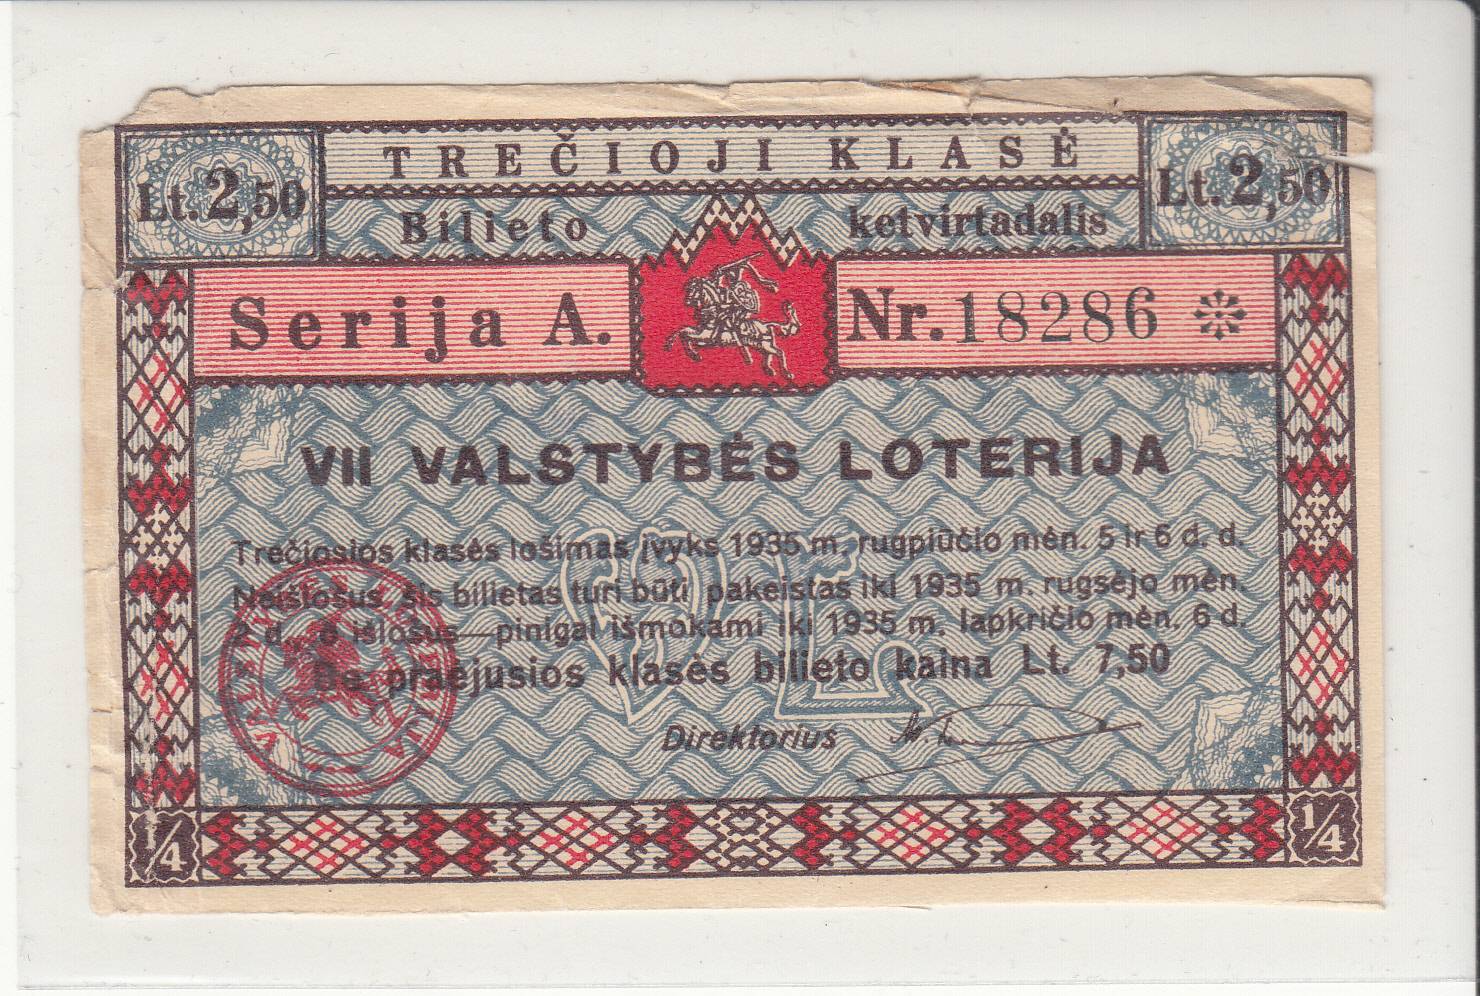 TREČIOJI KLASĖ
Lt. 2,50
Lt. 2,50
Bilieto ketvirtadalis
Serija A. Nr. 18286
VII VALSTYBĖS LOTERIJA
Trečiosios klasės lošimas įvyks 1935 m. rugpiūčio mėn. 5 ir 6 d. d.
Neišlošus, šis bilietas turi būti pakeistas iki 1935 m. rugsėjo mėn.
2 d., o išlošus—pinigai išmokami iki 1935 m. lapkričio mėn. 6 d.
Be praėjusios klasės bilieto kaina Lt. 7,50
VL
Direktorius
1/4
1/4